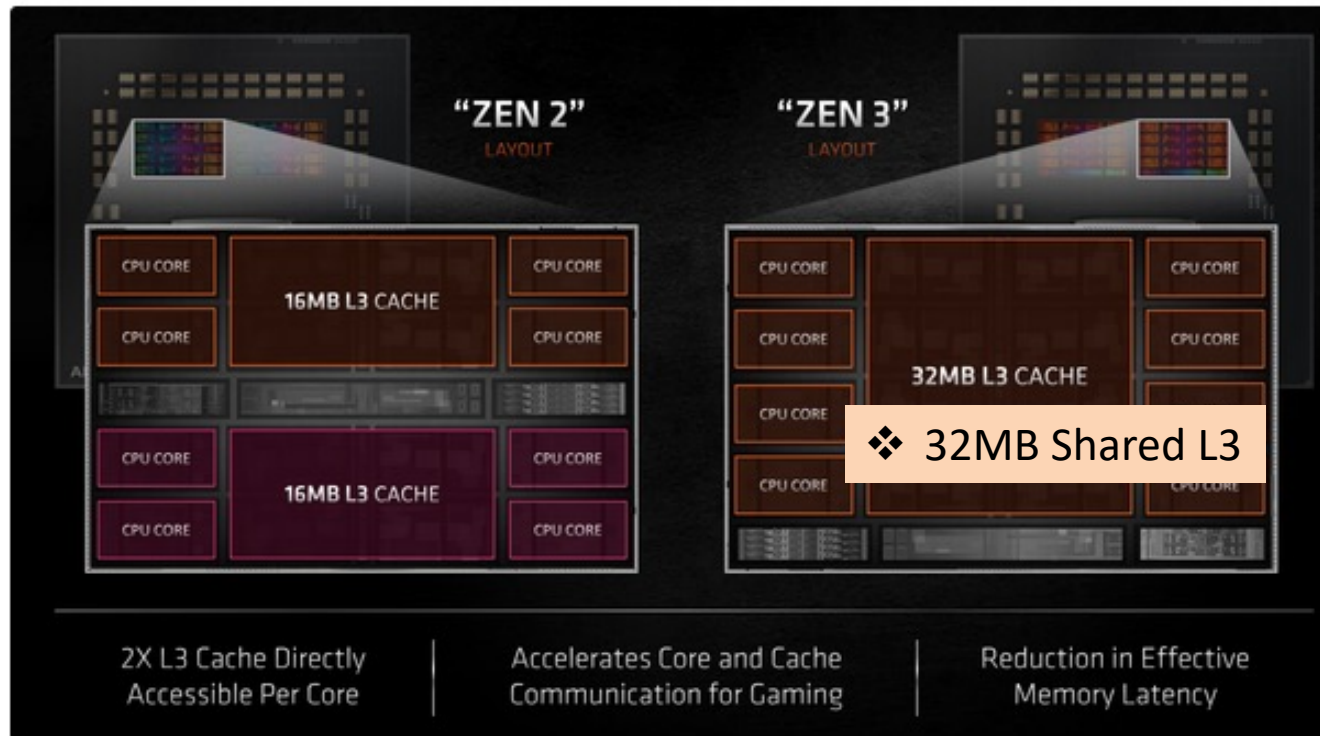 “ZEN 2”
LAYOUT
CPU CORE
16MB L3 CACHE
CPU CORE
CPU CORE
CPU CORE
CPU CORE
16MB L3 CACHE
CPU CORE
CPU CORE
CPU CORE
“ZEN 3”
LAYOUT
CPU CORE
CPU CORE
CPU CORE
CPU CORE
32MB L3 CACHE
CPU CORE
❖ 32MB Shared L3
CPU CORE
CPU CORE
2X L3 Cache Directly
Accessible Per Core
Accelerates Core and Cache
Communication for Gaming
Reduction in Effective
Memory Latency